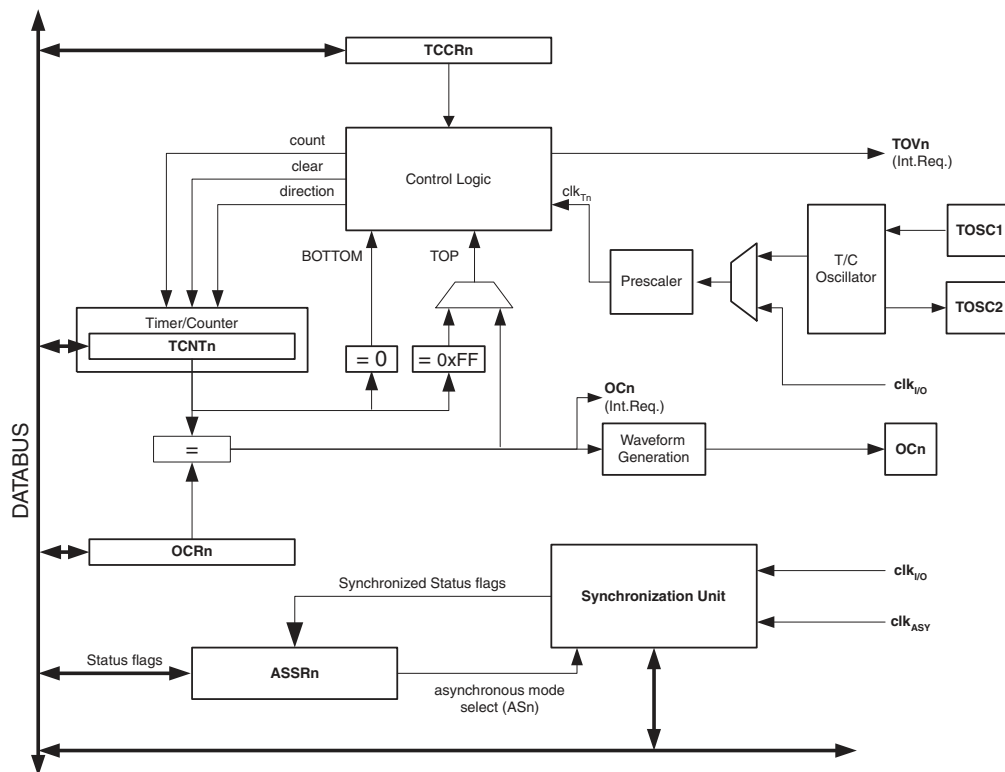 TCCRn
count
clear
direction
Control Logic
TOVn
(Int.Req.)
clkTn
BOTTOM
TOP
Prescaler
T/C
Oscillator
TOSC1
TOSC2
Timer/Counter
TCNTn
= 0
= 0xFF
OCn
(Int.Req.)
clkI/O
=
Waveform
Generation
OCn
DATABUS
OCRn
Synchronized Status flags
Synchronization Unit
clkI/O
clkASY
Status flags
ASSRn
asynchronous mode
select (ASn)